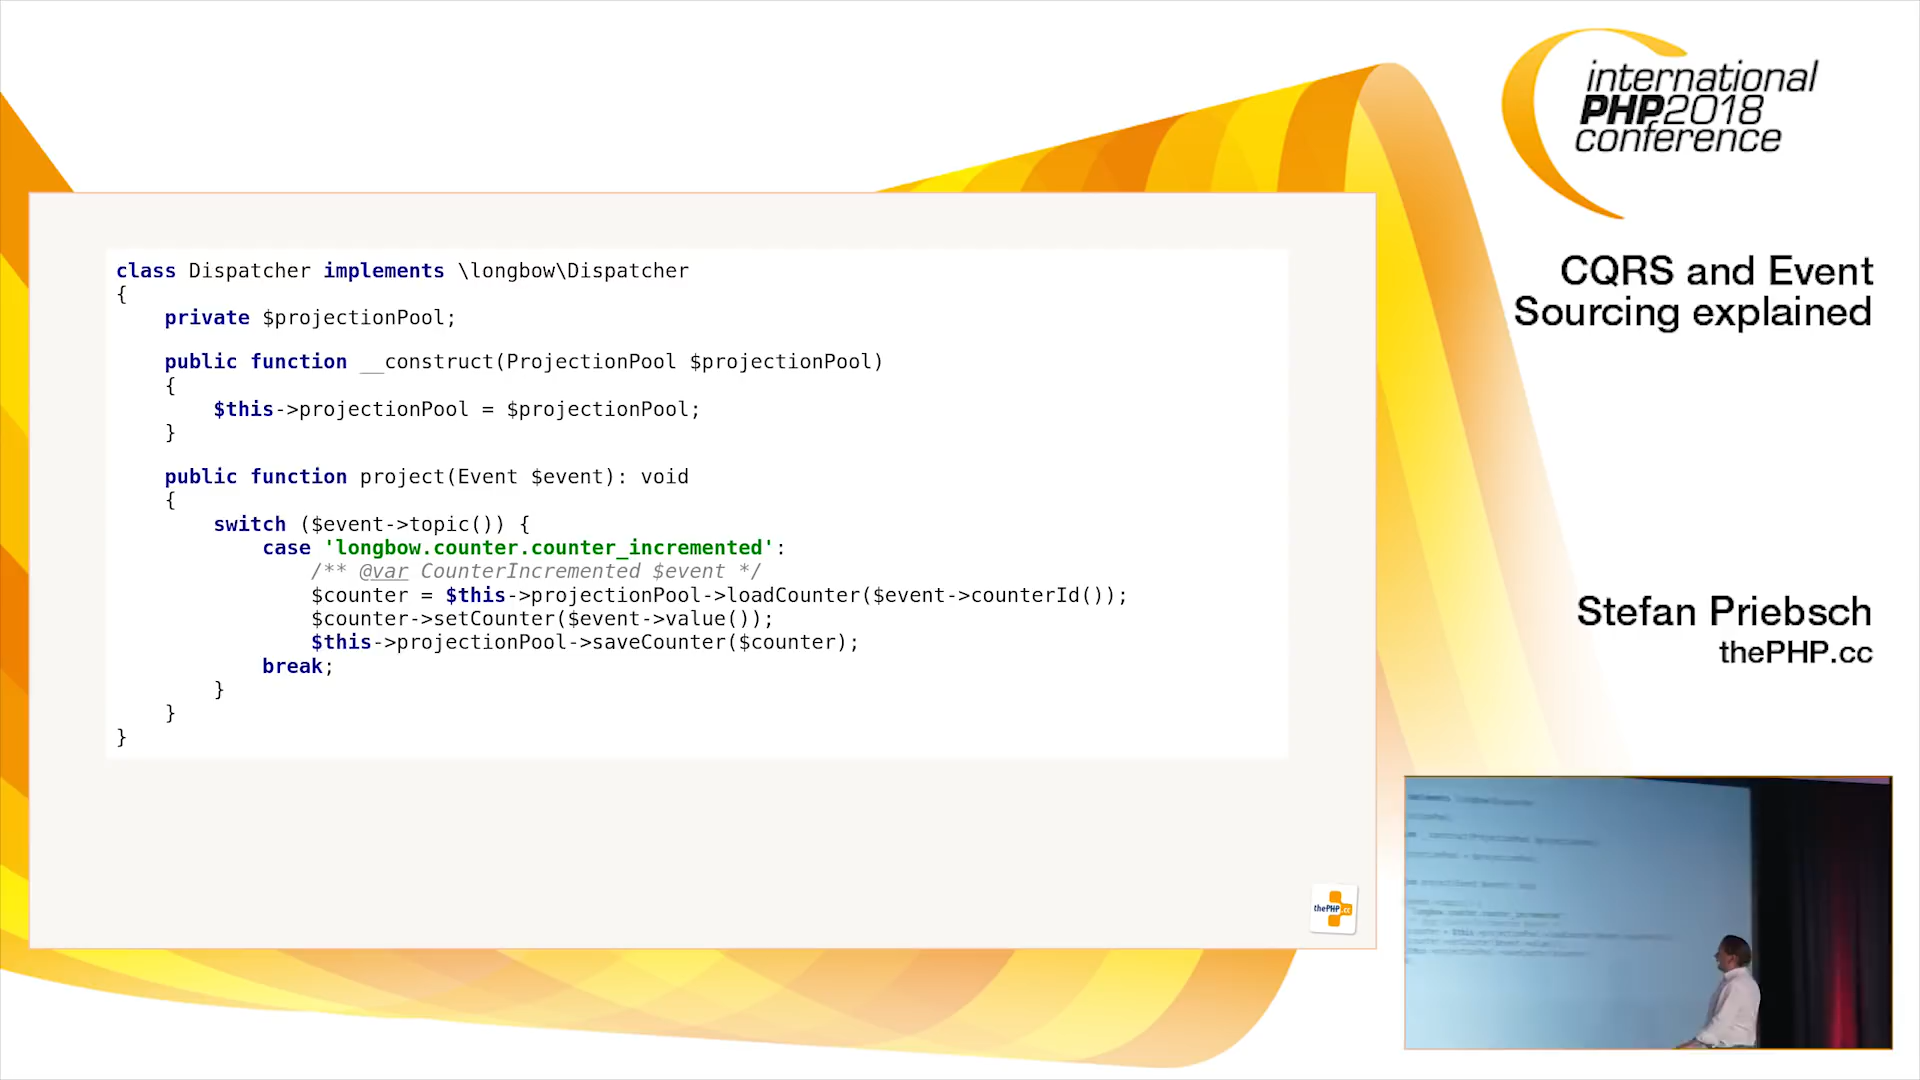 international
PHP2018
conference
CQRS and Event
Sourcing explained
class Dispatcher implements \longbow\Dispatcher
{
    private $projectionPool;
    public function __construct(ProjectionPool $projectionPool)
    {
        $this->projectionPool = $projectionPool;
    }
    public function project(Event $event): void
    {
        switch ($event->topic()) {
            case 'longbow.counter.counter_incremented':
                /** @var CounterIncremented $event */
                $counter = $this->projectionPool->loadCounter($event->counterId());
                $counter->setCounter($event->value());
                $this->projectionPool->saveCounter($counter);
            break;
        }
    }
}
Stefan Priebsch
thePHP.cc
thePHP.cc